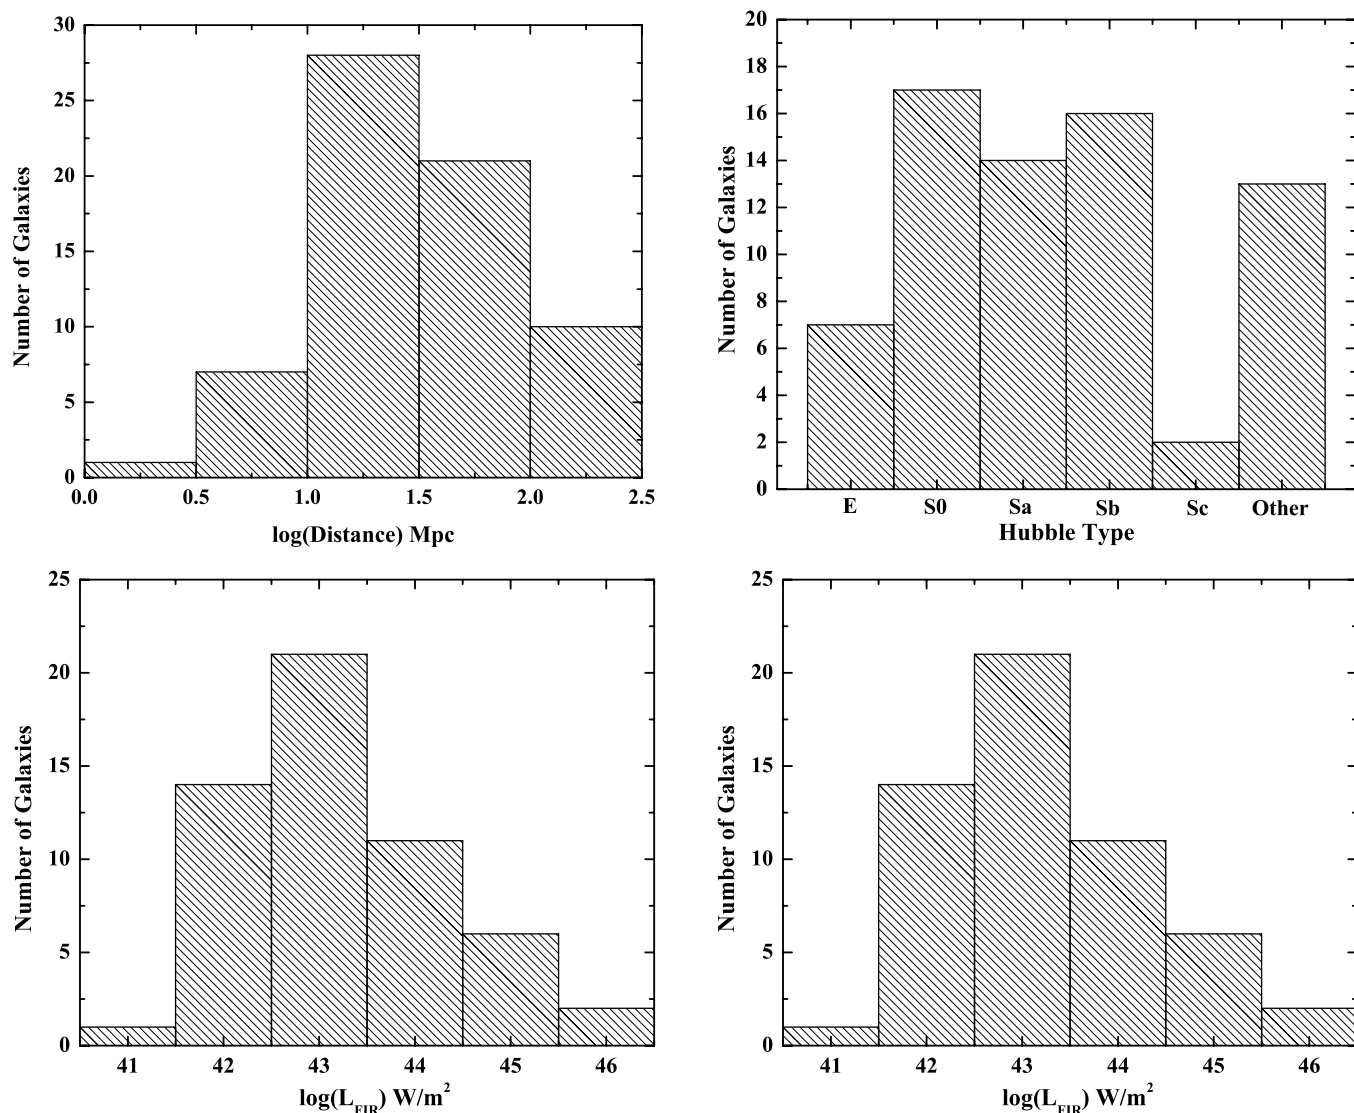 30
25
20
15
10
5
0
0.0 0.5 1.0 1.5 2.0 2.5
Number of Galaxies
log(Distance) Mpc
20
18
16
14
12
10
8
6
4
2
0
E S0 Sa Sb Sc Other
Number of Galaxies
Hubble Type
25
20
15
10
5
0
41 42 43 44 45 46
Number of Galaxies
log(L_FIR) W/m²
25
20
15
10
5
0
41 42 43 44 45 46
Number of Galaxies
log(L_FIR) W/m²